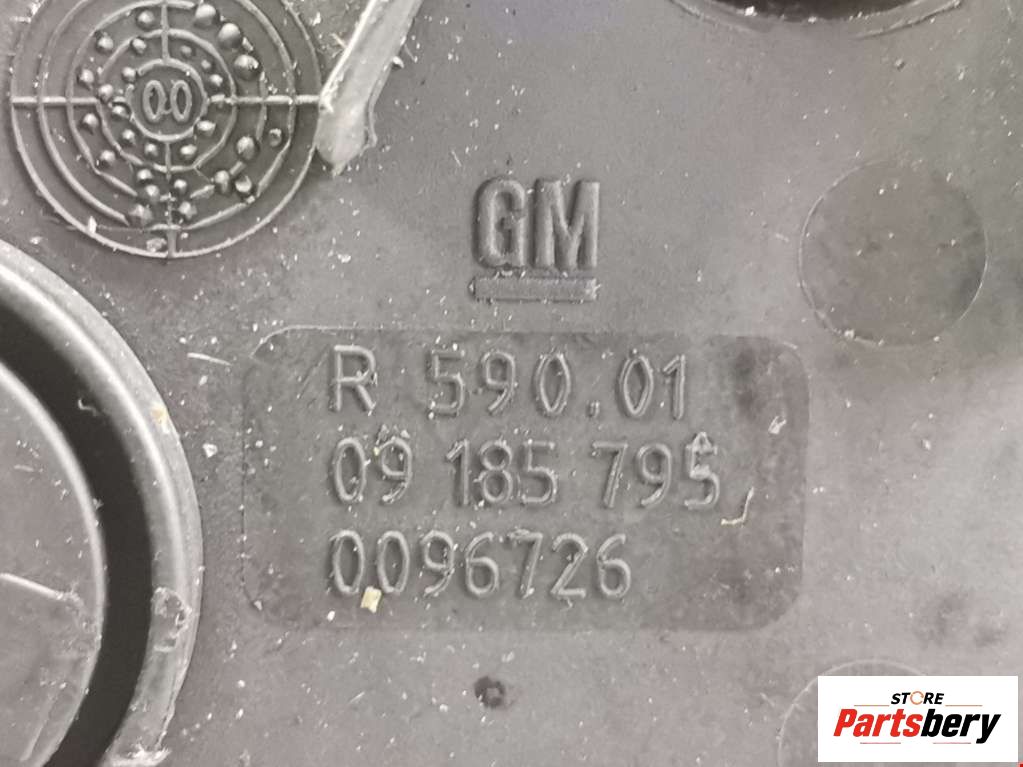 00
GM
R 590.01
09 185 795
0096726
STORE
Partsbery